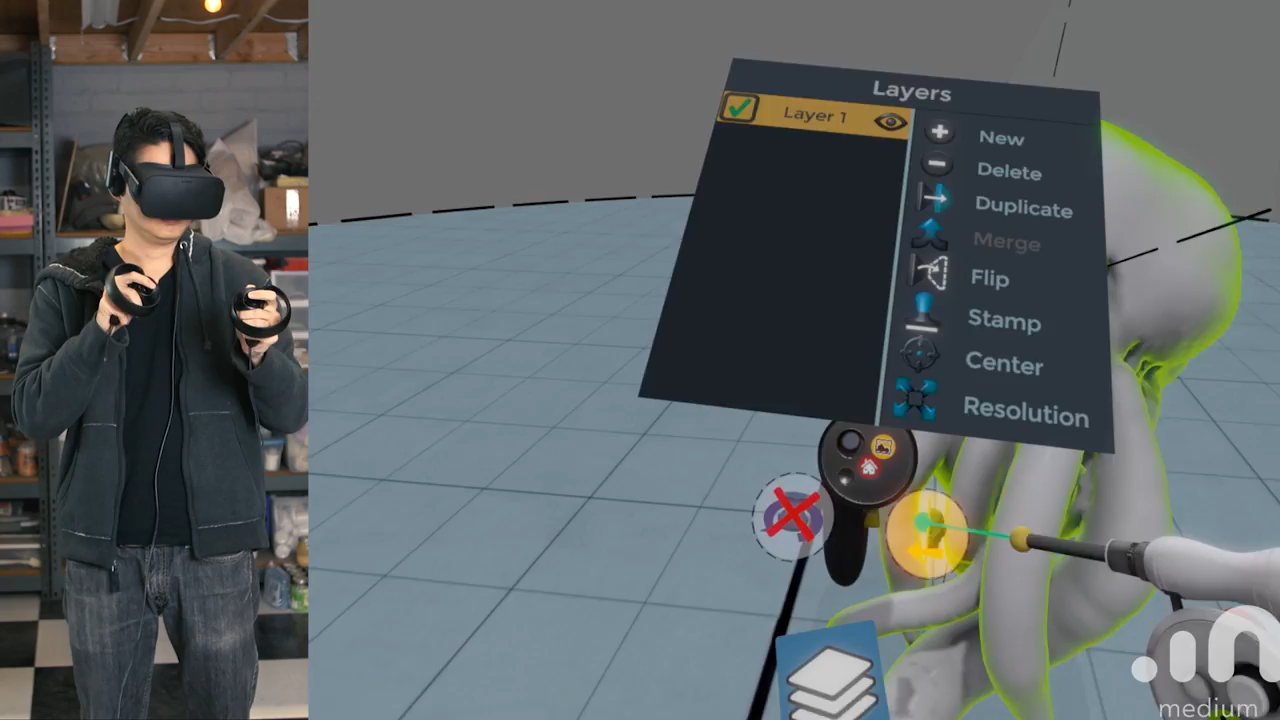 Layers
Layer 1
New
Delete
Duplicate
Merge
Flip
Stamp
Center
Resolution
medium